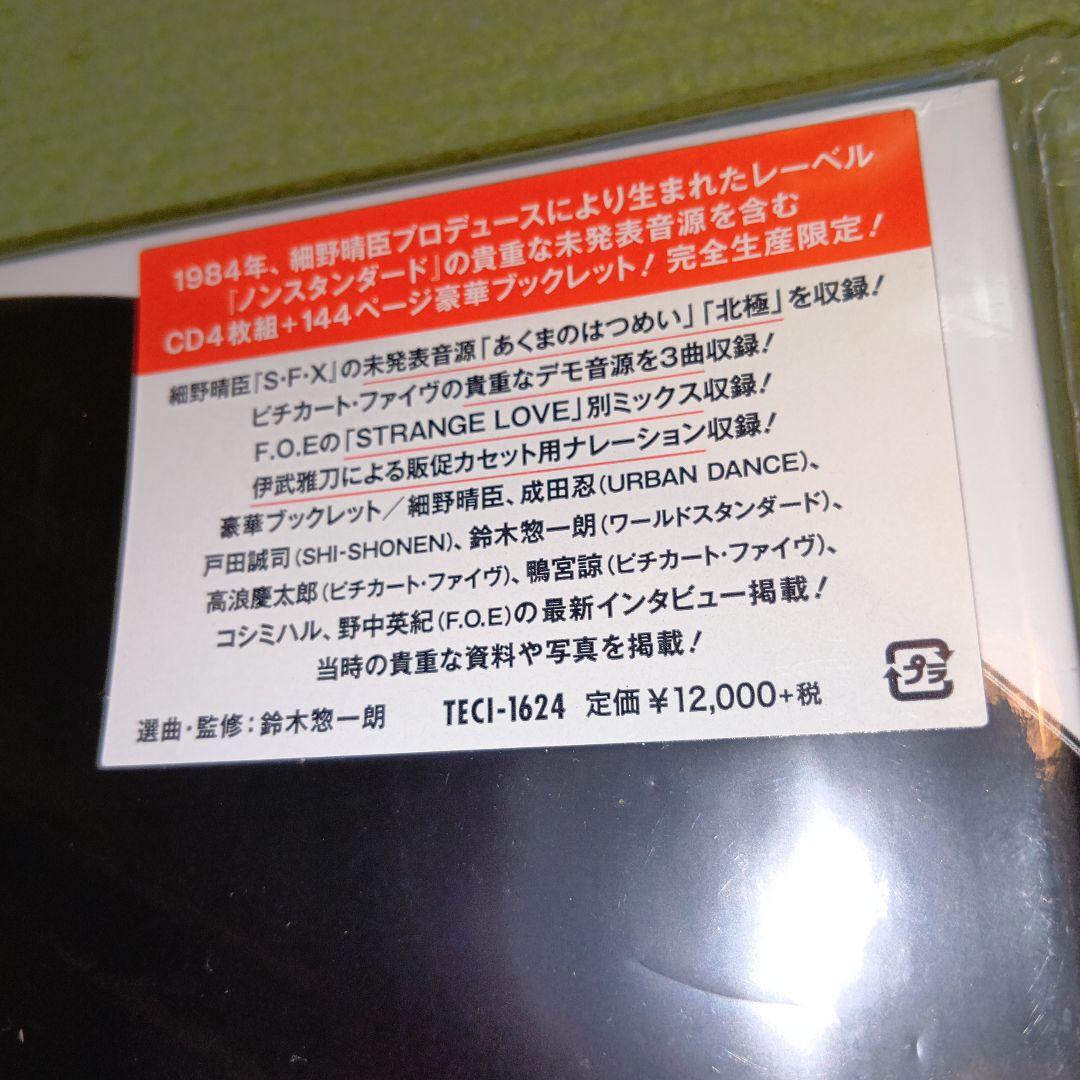 1984年、細野晴臣プロデュースにより生まれたレーベル
『ノンスタンダード』の貴重な未発表音源を含む
CD4枚組+144ページ豪華ブックレット! 完全生産限定!
細野晴臣『S・F・X』の未発表音源「あくまのはつめい」「北極」を収録!
ピチカート・ファイヴの貴重なデモ音源を3曲収録!
F.O.Eの「STRANGE LOVE」別ミックス収録!
伊武雅刀による販促カセット用ナレーション収録!
豪華ブックレット/細野晴臣、成田忍(URBAN DANCE)、
戸田誠司(SHI-SHONEN)、鈴木惣一朗(ワールドスタンダード)、
高浪慶太郎(ピチカート・ファイヴ)、鴨宮諒(ピチカート・ファイヴ)、
コシミハル、野中英紀(F.O.E)の最新インタビュー掲載!
当時の貴重な資料や写真を掲載!
選曲・監修:鈴木惣一朗 TECI-1624 定価¥12,000+税
プラ